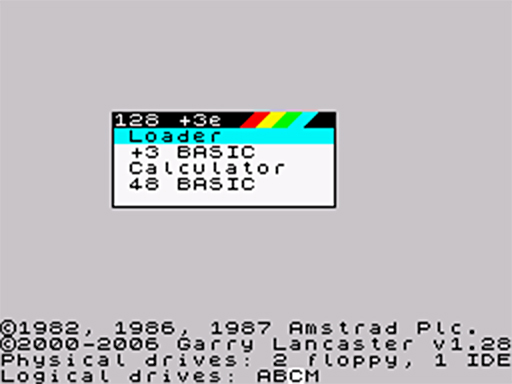 128 +3e
Loader
+3 BASIC
Calculator
48 BASIC
©1982, 1986, 1987 Amstrad Plc.
©2000-2006 Garry Lancaster v1.28
Physical drives: 2 floppy, 1 IDE
Logical drives: ABCM